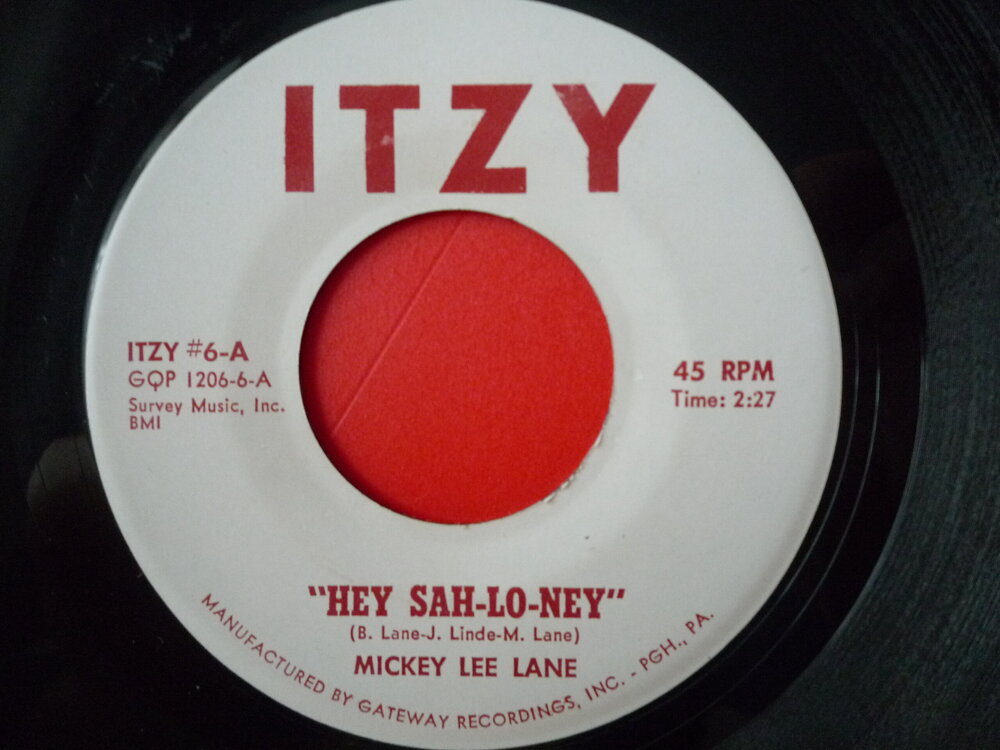 ITZY
ITZY #6-A
GQP 1206-6-A
Survey Music, Inc.
BMI
45 RPM
Time: 2:27
"HEY SAH-LO-NEY"
(B. Lane-J. Linde-M. Lane)
MICKEY LEE LANE
MANUFACTURED BY GATEWAY RECORDINGS, INC. - PGH., PA.